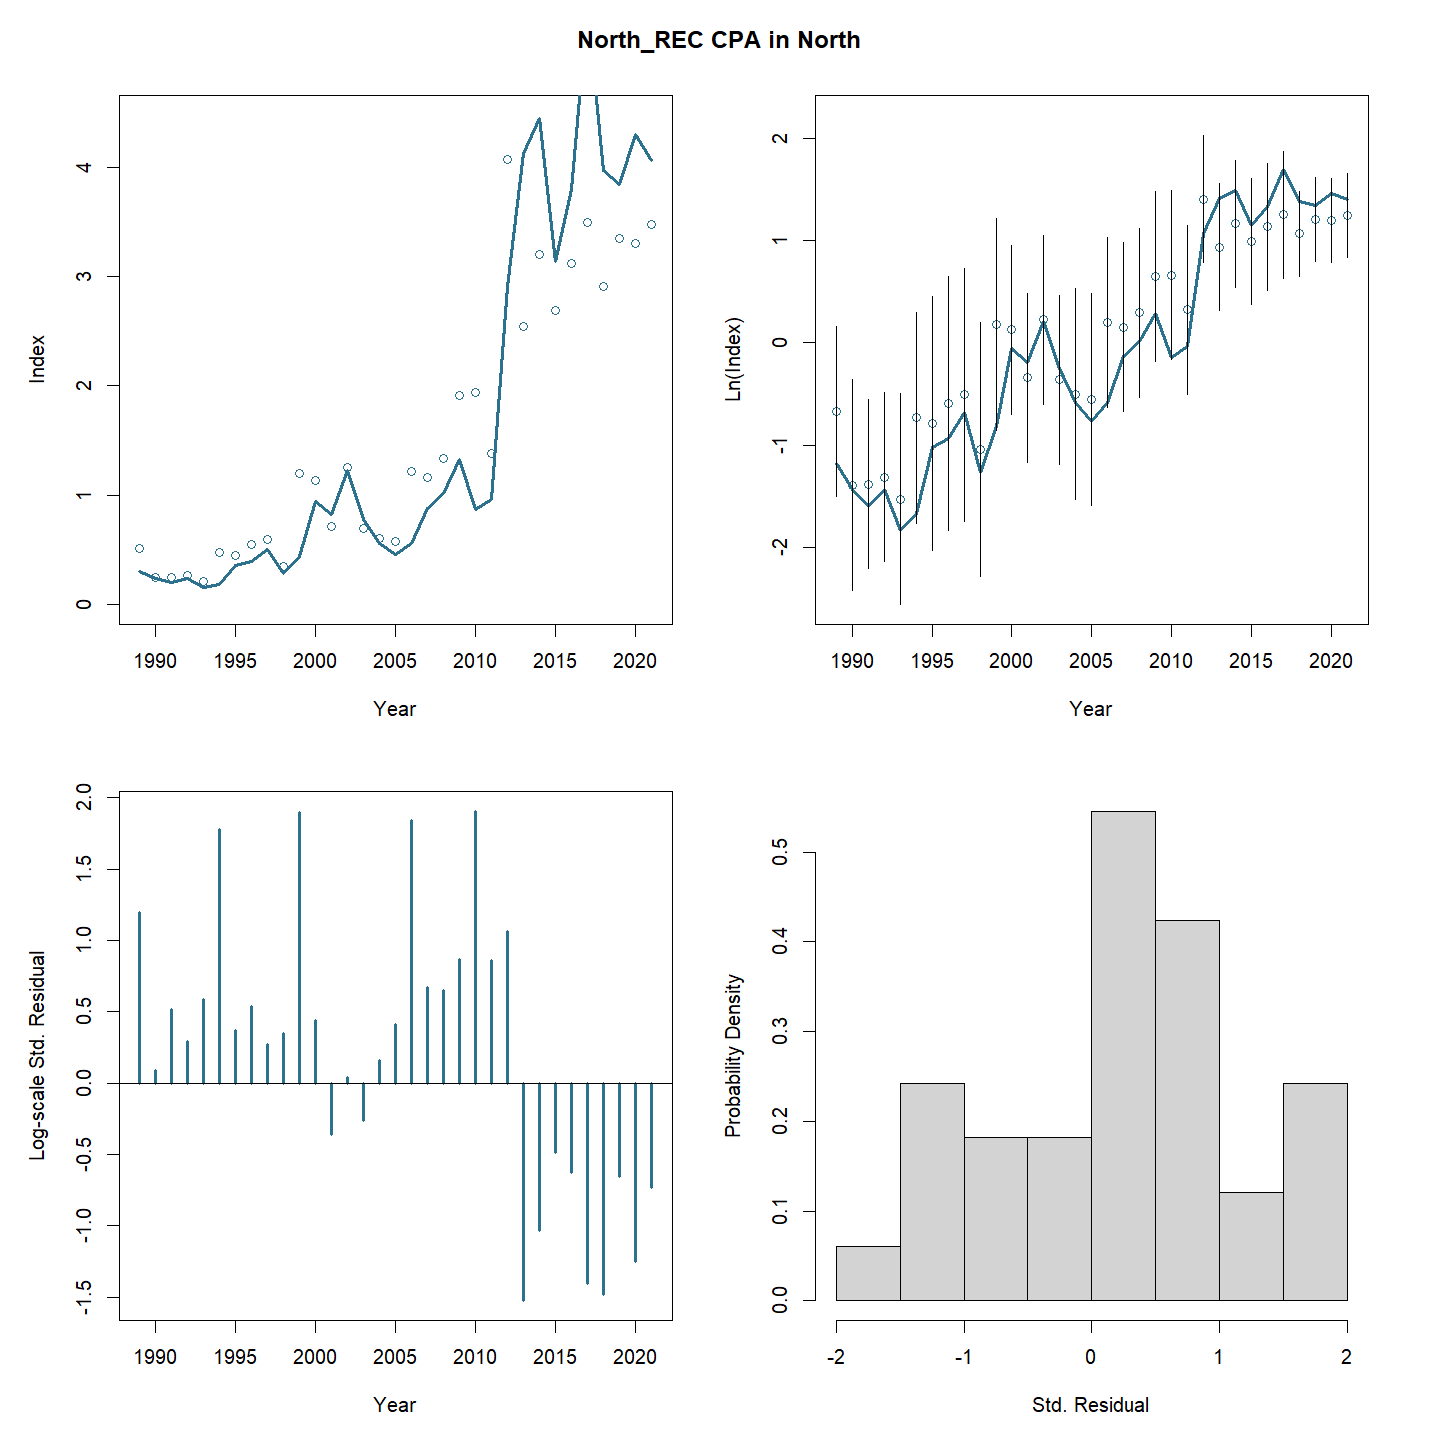 North_REC CPA in North
Index
4
3
2
1
0
1990 1995 2000 2005 2010 2015 2020
Year
Ln(Index)
2
1
0
-1
-2
1990 1995 2000 2005 2010 2015 2020
Year
Log-scale Std. Residual
2.0
1.5
1.0
0.5
0.0
-0.5
-1.0
-1.5
1990 1995 2000 2005 2010 2015 2020
Year
Probability Density
0.5
0.4
0.3
0.2
0.1
0.0
-2 -1 0 1 2
Std. Residual